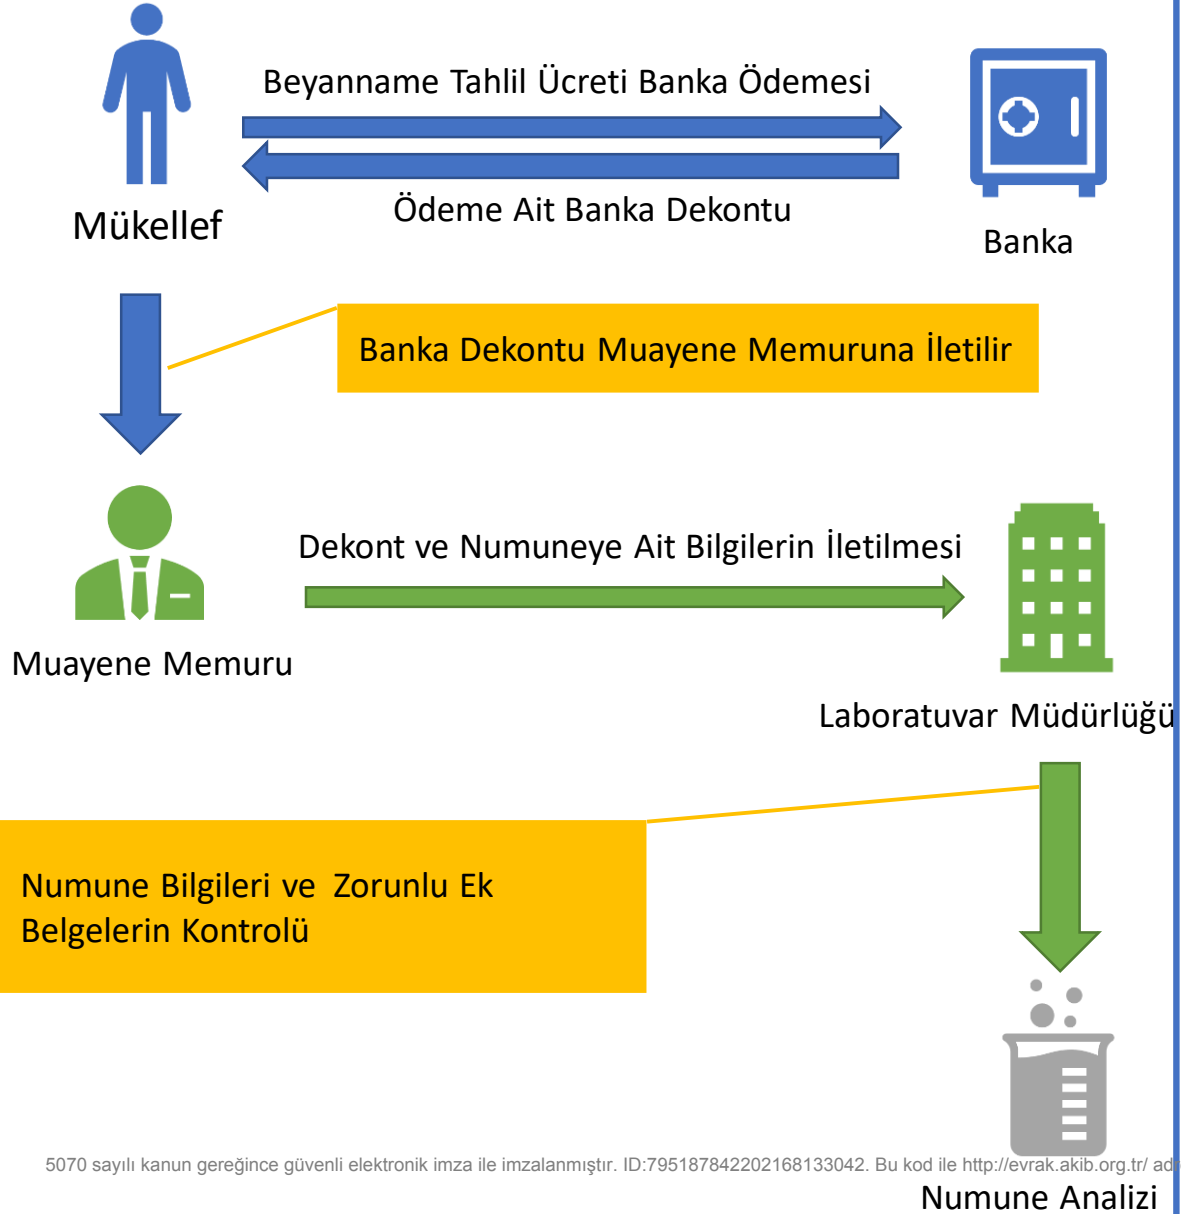 Beyanname Tahlil Ücreti Banka Ödemesi
Ödeme Ait Banka Dekontu
Mükellef
Banka
Banka Dekontu Muayene Memuruna İletilir
Dekont ve Numuneye Ait Bilgilerin İletilmesi
Muayene Memuru
Laboratuvar Müdürlüğü
Numune Bilgileri ve Zorunlu Ek
Belgelerin Kontrolü
5070 sayılı kanun gereğince güvenli elektronik imza ile imzalanmıştır. ID:795187842202168133042. Bu kod ile http://evrak.akib.org.tr/
Numune Analizi